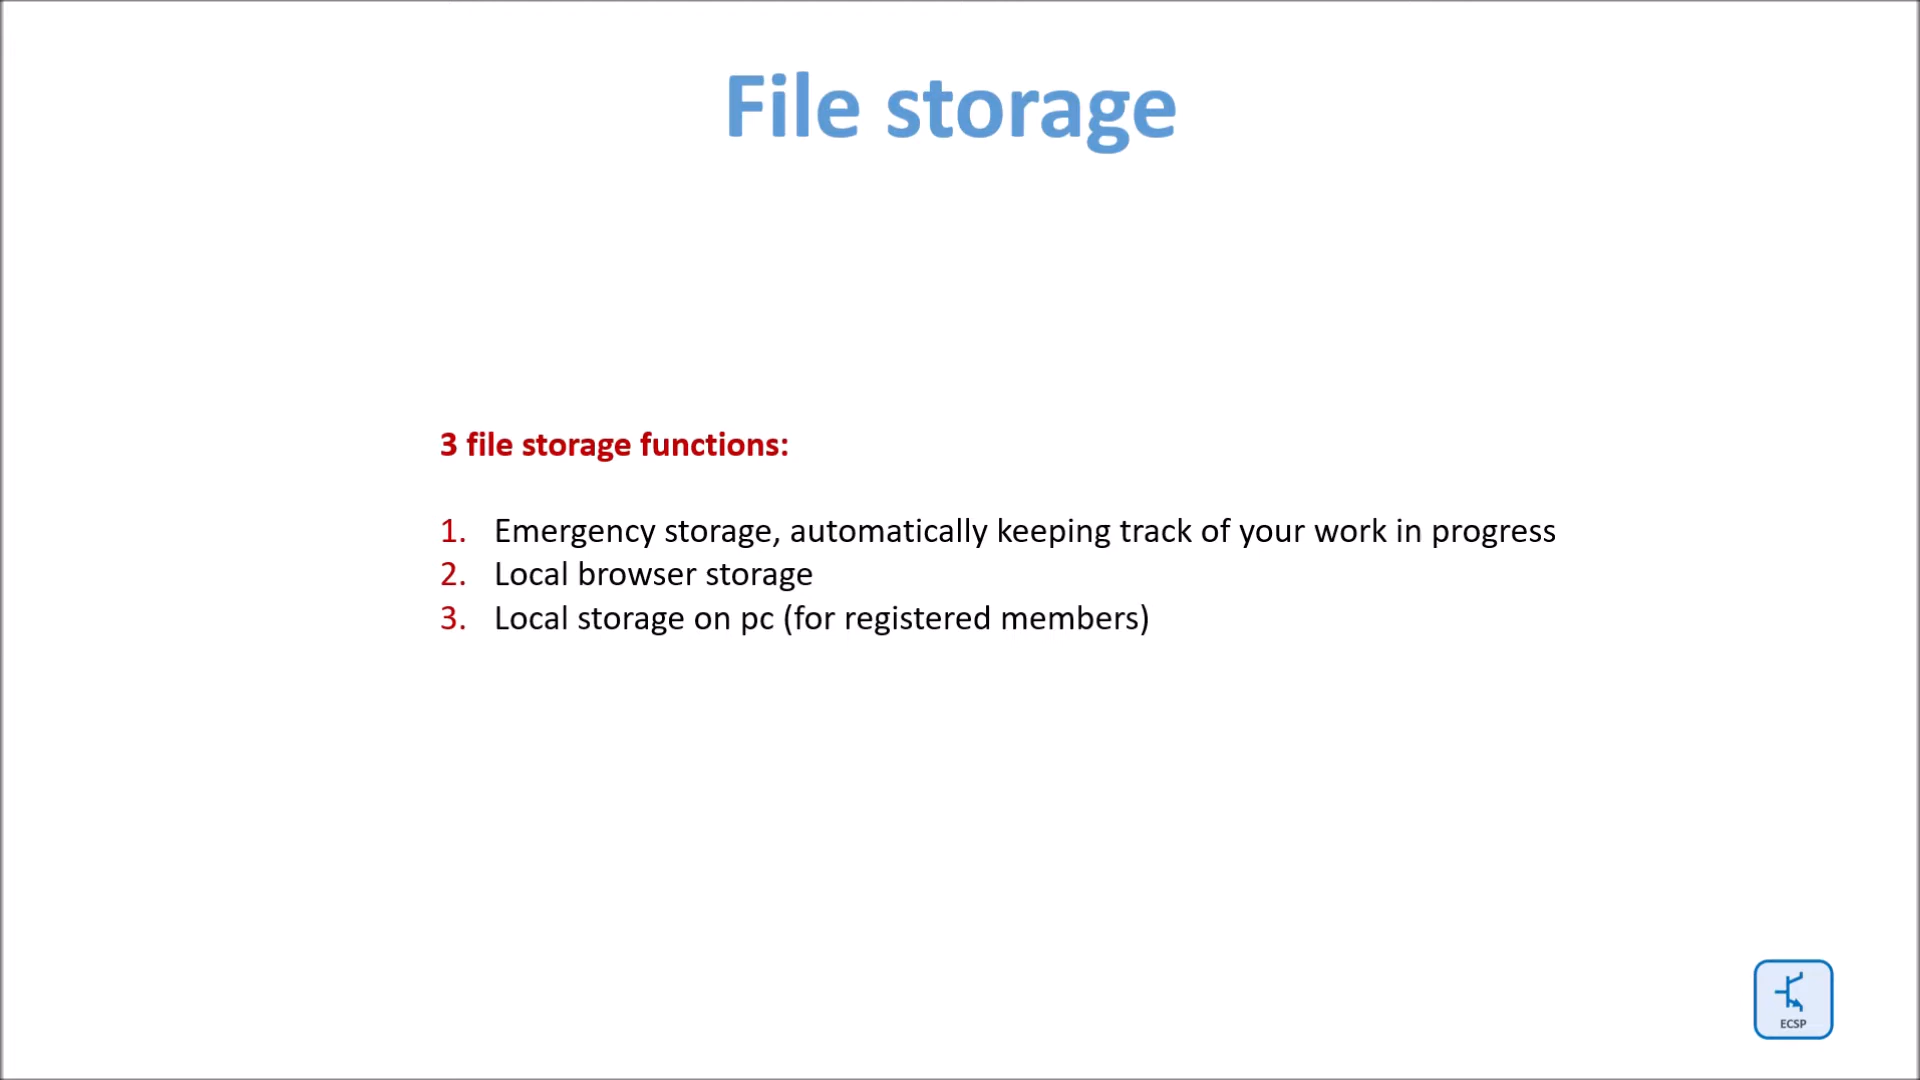 File storage
3 file storage functions:
1. Emergency storage, automatically keeping track of your work in progress
2. Local browser storage
3. Local storage on pc (for registered members)
ECSP